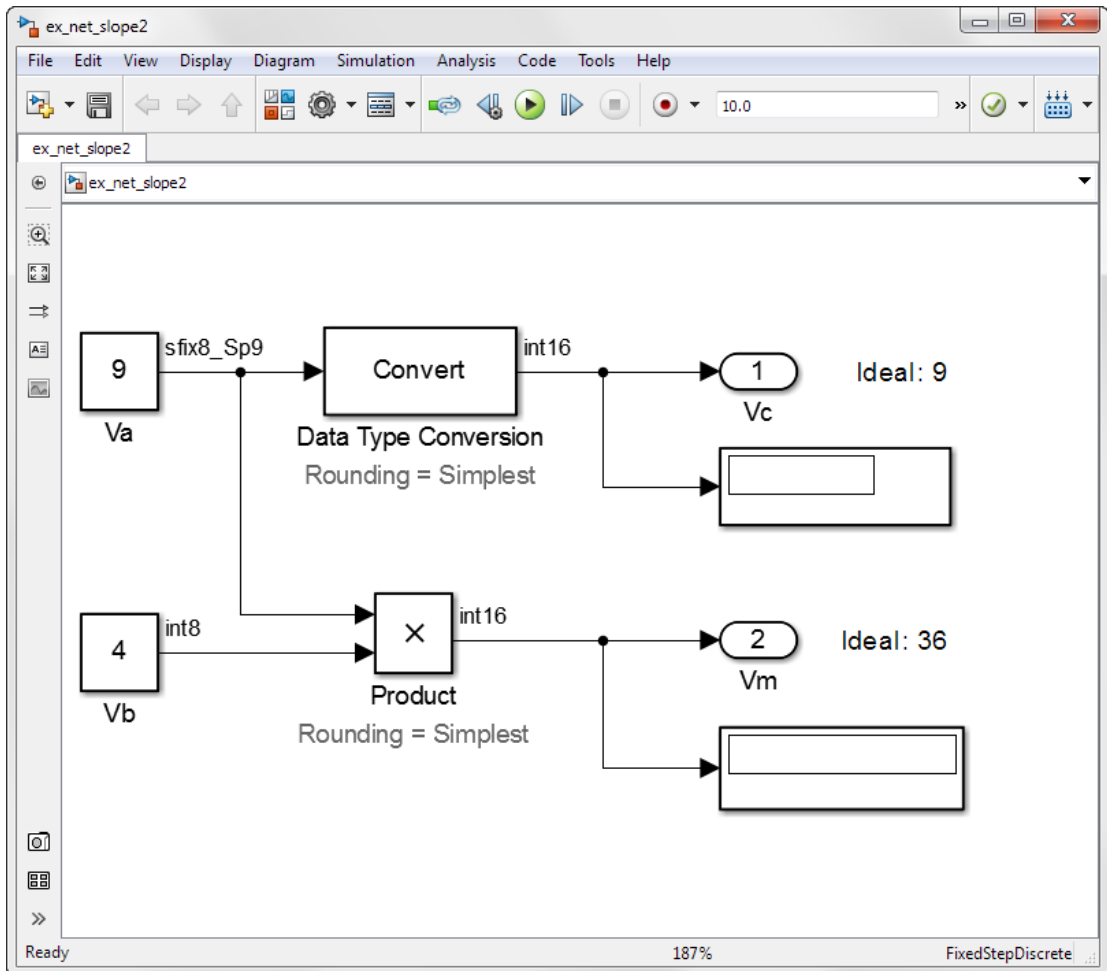 ex_net_slope2
File Edit View Display Diagram Simulation Analysis Code Tools Help
10.0
ex_net_slope2
ex_net_slope2
9
sfix8_Sp9
Convert
int16
1
Ideal: 9
Va
Data Type Conversion
Vc
Rounding = Simplest
4
int8
×
int16
2
Ideal: 36
Vb
Product
Vm
Rounding = Simplest
Ready 187% FixedStepDiscrete